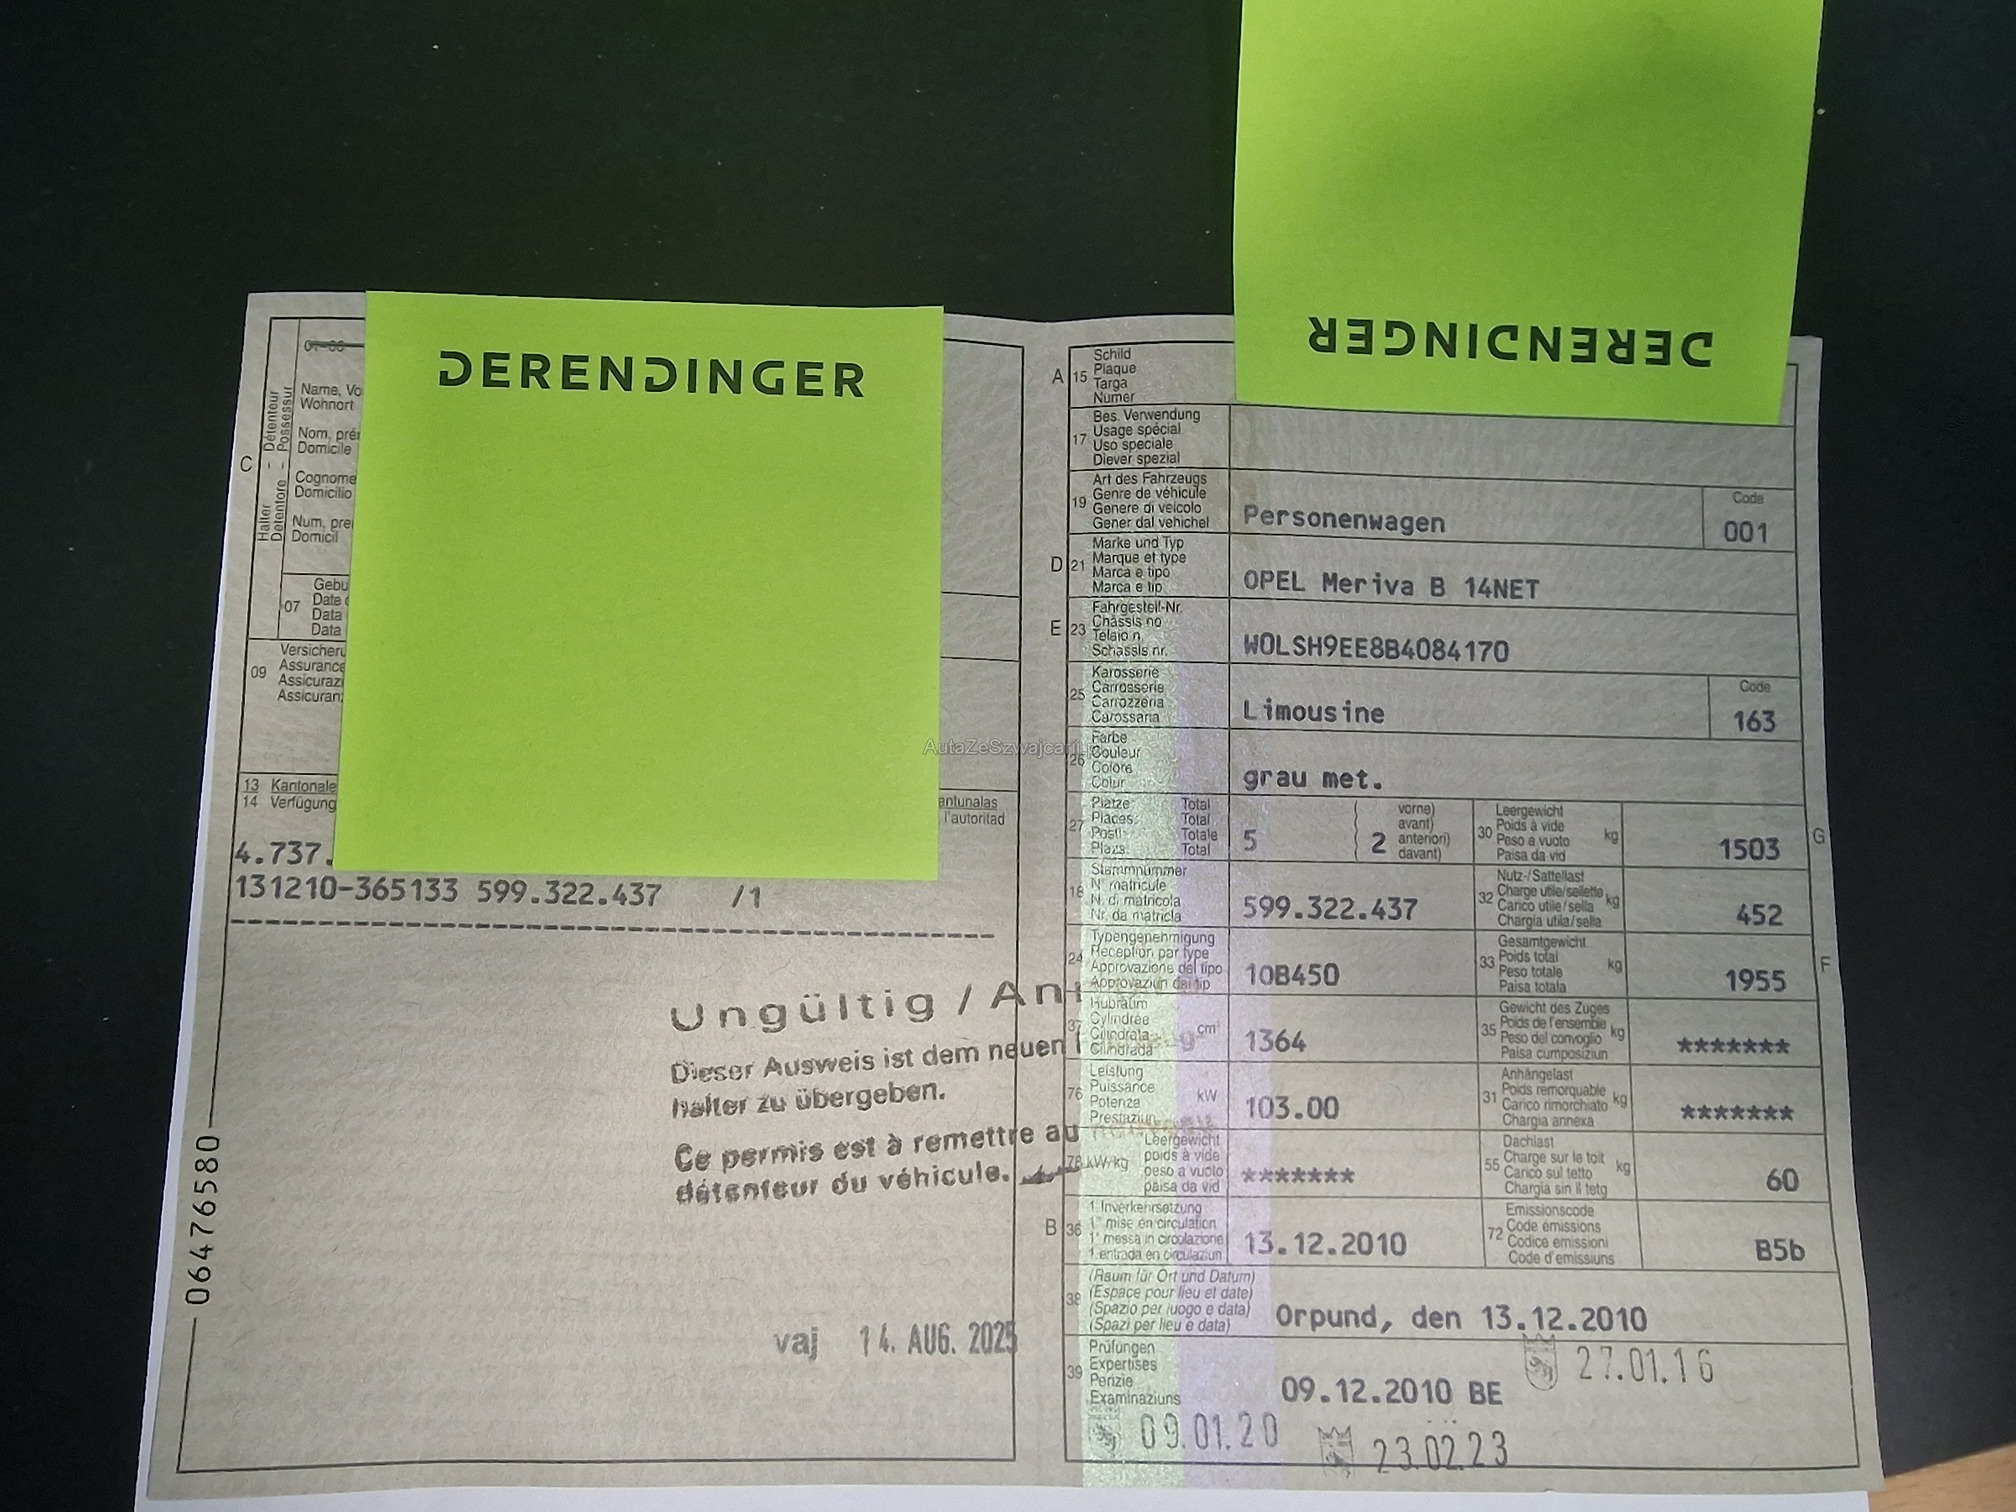 DERENDINGER
DERENDINGER
C
Halter - Détenteur
Detentore - Possessur
Name, Vo
Wohnort
Nom, prén
Domicile
Cognome
Domicilio
Num, pre
Domicil
07
Gebu
Date
Data
Data
09
Versicheru
Assurance
Assicurazi
Assicuran
13 Kantonale
14 Verfügung
antunalas
l'autoritad
4.737.
131210-365133 599.322.437 /1
Ungültig / An
Dieser Ausweis ist dem neuen
halter zu übergeben.
Ce permis est à remettre au
détenteur du véhicule.
vaj 14. AUG. 2025
06476580
AutaZeSzwajcarii
A 15 Schild
Plaque
Targa
Numer
17 Bes. Verwendung
Usage spécial
Uso speciale
Diever spezial
19 Art des Fahrzeugs
Genre de véhicule
Genere di veicolo
Gener dal vehichel
Personenwagen
Code
001
D 21 Marke und Typ
Marque et type
Marca e tipo
Marca e tip
OPEL Meriva B 14NET
E 23 Fahrgestell-Nr.
Châssis no
Telaio n.
Schassis nr.
WOLSH9EE8B4084170
25 Karosserie
Carrosserie
Carrozzeria
Carossaria
Limousine
Code
163
26 Farbe
Couleur
Colore
Colur
grau met.
27 Plätze Total
Places Total
Posti Totale
Plazs Total
5
2
vorne)
avant)
anteriori)
davant)
30 Leergewicht
Poids à vide
Peso a vuoto
Paisa da vid
kg
1503
G
18 Stammnummer
N. matricule
N. di matricola
Nr. da matricla
599.322.437
32 Nutz-/Sattellast
Charge utile/sellette
Carico utile/sella
Chargia utila/sella
kg
452
24 Typengenehmigung
Réception par type
Approvazione del tipo
Approvaziun dal tip
10B450
33 Gesamtgewicht
Poids total
Peso totale
Paisa totala
kg
1955
F
37 Hubraum
Cylindrée
Cilindrata
Cilindrada
cm³
1364
35 Gewicht des Zuges
Poids de l'ensemble
Peso del convoglio
Paisa cumposiziun
kg
*******
76 Leistung
Puissance
Potenza
Prestaziun
kW
103.00
31 Anhängelast
Poids remorquable
Carico rimorchiato
Chargia annexa
kg
*******
78 kW/kg
Leergewicht
poids à vide
peso a vuoto
paisa da vid
*******
55 Dachlast
Charge sur le toit
Carico sul tetto
Chargia sin il tetg
kg
60
B 36 1. Inverkehrsetzung
1re mise en circulation
1a messa in circolazione
1. entrada en circulaziun
13.12.2010
72 Emissionscode
Code émissions
Codice emissioni
Code d'emissiuns
B5b
38 (Raum für Ort und Datum)
(Espace pour lieu et date)
(Spazio per luogo e data)
(Spazi per lieu e data)
Orpund, den 13.12.2010
39 Prüfungen
Expertises
Perizie
Examinaziuns
09.12.2010 BE
27.01.16
09.01.20
23.02.23